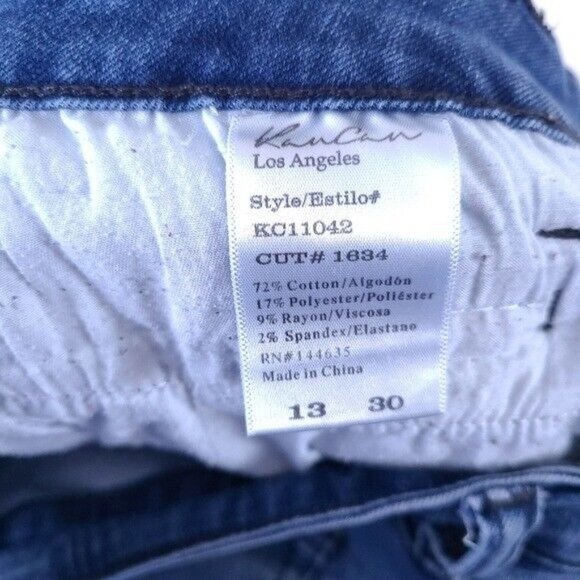 KanCan
Los Angeles
Style/Estilo#
KC11042
CUT# 1634
72% Cotton/Algodón
17% Polyester/Poliéster
9% Rayon/Viscosa
2% Spandex/Elastano
RN#144635
Made in China
13 30